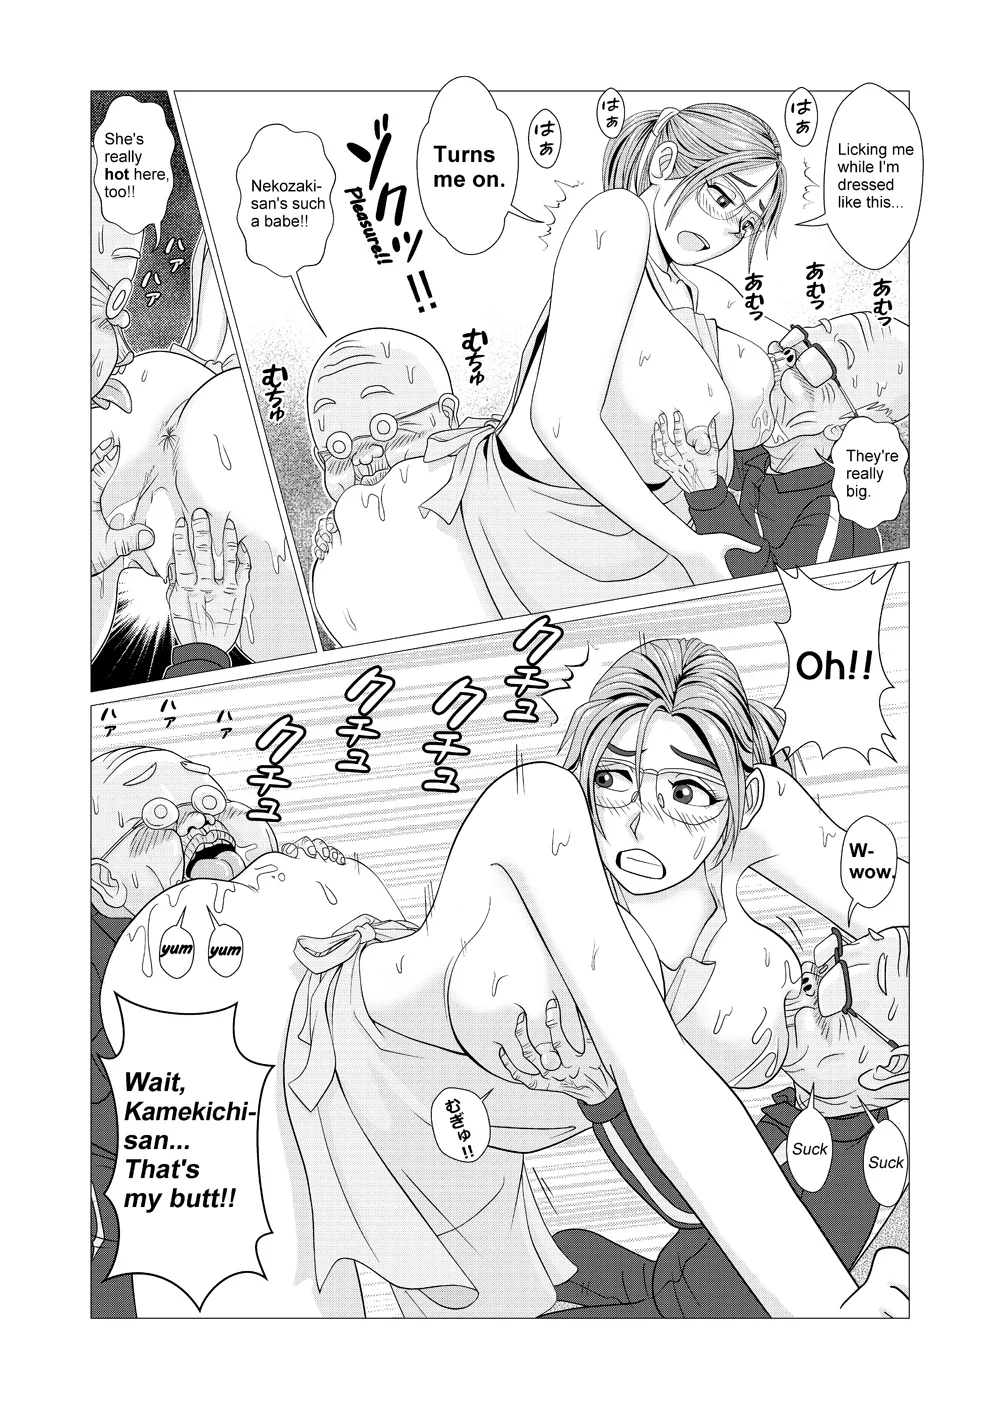 Licking me
while I'm
dressed
like this...
はぁ
はぁ
はぁ
Turns
me on.
あむっ
あむっ
あむっ
They're
really
big.
ゾクッ!!
Pleasure!!
むちゅ
むちゅ
Nekozaki-
san's such
a babe!!
She's
really
hot here,
too!!
ハァ
ハァ
Oh!!
クチュ
クチュ
クチュ
クチュ
ハァ
ハァ
ハァ
W-
wow.
yum
yum
Wait,
Kamekichi-
san...
That's
my butt!!
むぎゅ!!
Suck
Suck